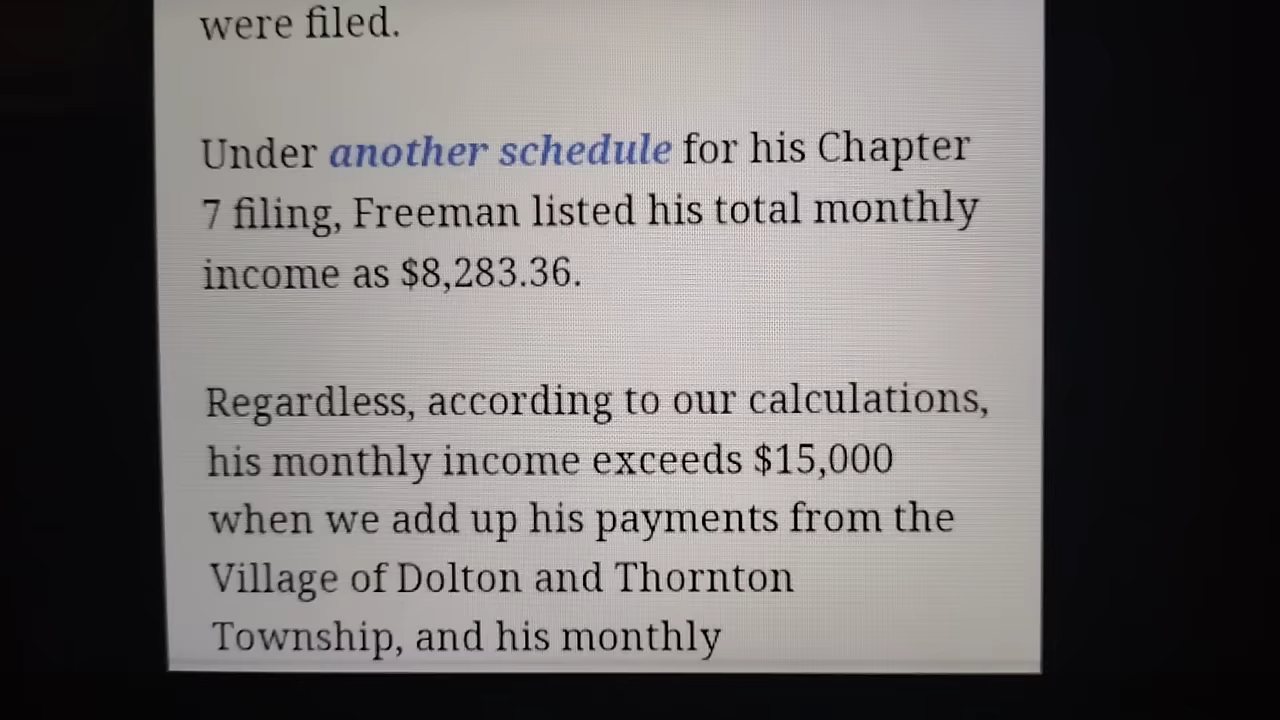 were filed.
Under another schedule for his Chapter
7 filing, Freeman listed his total monthly
income as $8,283.36.
Regardless, according to our calculations,
his monthly income exceeds $15,000
when we add up his payments from the
Village of Dolton and Thornton
Township, and his monthly